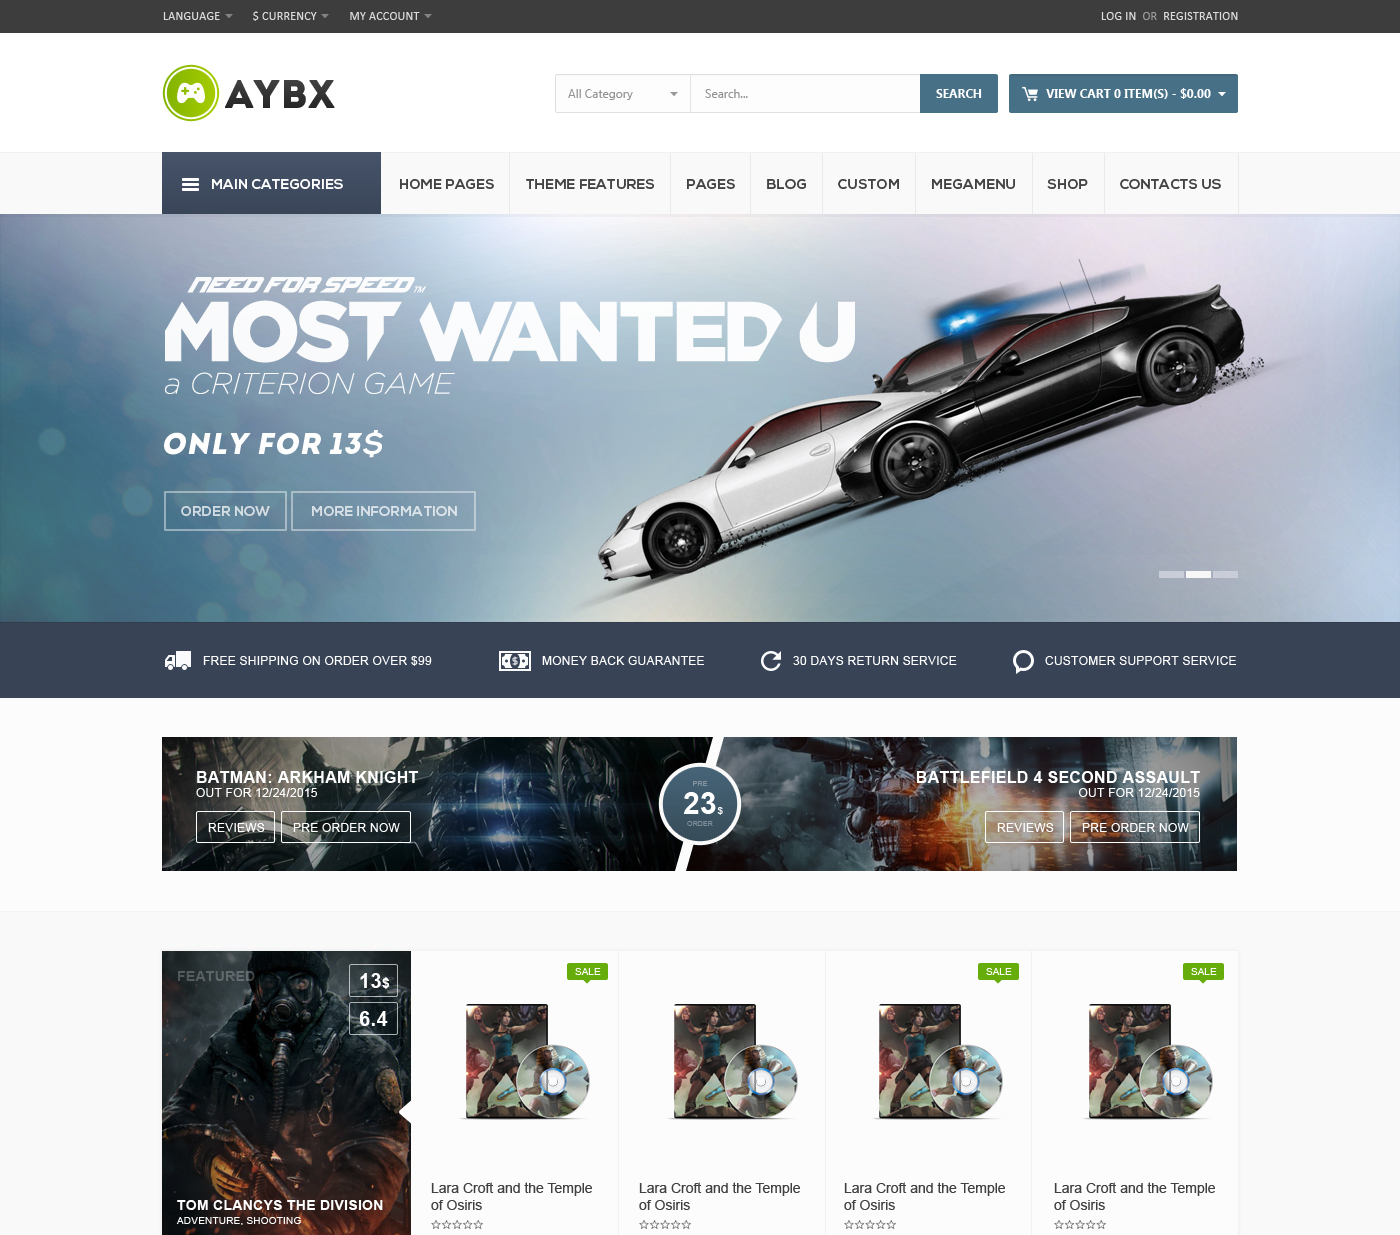 LANGUAGE $ CURRENCY MY ACCOUNT LOG IN OR REGISTRATION
AYBX
All Category Search... SEARCH VIEW CART 0 ITEM(S) - $0.00
MAIN CATEGORIES HOME PAGES THEME FEATURES PAGES BLOG CUSTOM MEGAMENU SHOP CONTACTS US
NEED FOR SPEED™
MOST WANTED U
a CRITERION GAME
ONLY FOR 13$
ORDER NOW MORE INFORMATION
FREE SHIPPING ON ORDER OVER $99 MONEY BACK GUARANTEE 30 DAYS RETURN SERVICE CUSTOMER SUPPORT SERVICE
BATMAN: ARKHAM KNIGHT
OUT FOR 12/24/2015
REVIEWS PRE ORDER NOW
PRE
23$
ORDER
BATTLEFIELD 4 SECOND ASSAULT
OUT FOR 12/24/2015
REVIEWS PRE ORDER NOW
FEATURED
13$
6.4
TOM CLANCYS THE DIVISION
ADVENTURE, SHOOTING
SALE
Lara Croft and the Temple
of Osiris
Lara Croft and the Temple
of Osiris
SALE
Lara Croft and the Temple
of Osiris
SALE
Lara Croft and the Temple
of Osiris